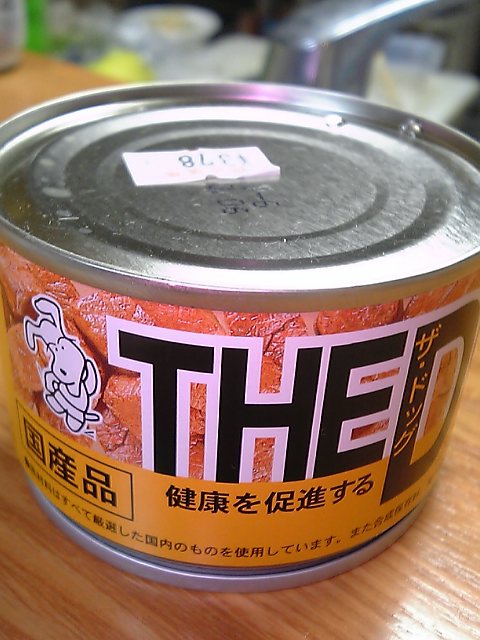 ¥378
THE D
ザ・ドッグ
国産品
健康を促進する
原材料はすべて厳選した国内のものを使用しています。また合成保存料